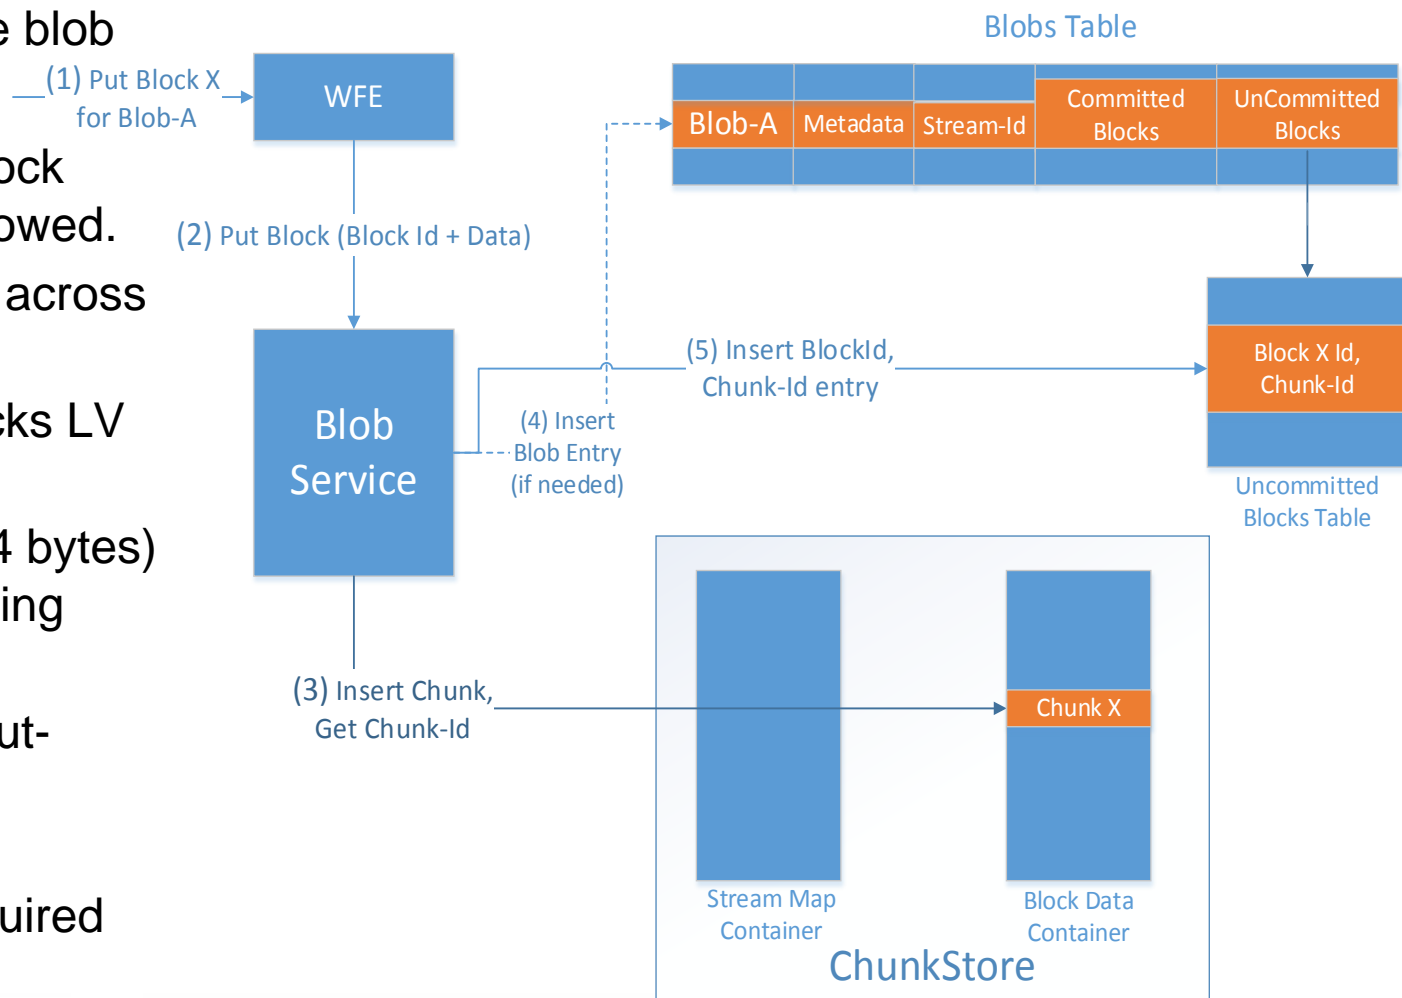 e blob
ock
owed.
across
cks LV
4 bytes)
ing
ut-
uired
(1) Put Block X
for Blob-A
WFE
(2) Put Block (Block Id + Data)
Blob
Service
(3) Insert Chunk,
Get Chunk-Id
(4) Insert
Blob Entry
(if needed)
(5) Insert BlockId,
Chunk-Id entry
Blobs Table
Blob-A
Metadata
Stream-Id
Committed
Blocks
UnCommitted
Blocks
Block X Id,
Chunk-Id
Uncommitted
Blocks Table
Chunk X
Stream Map
Container
Block Data
Container
ChunkStore